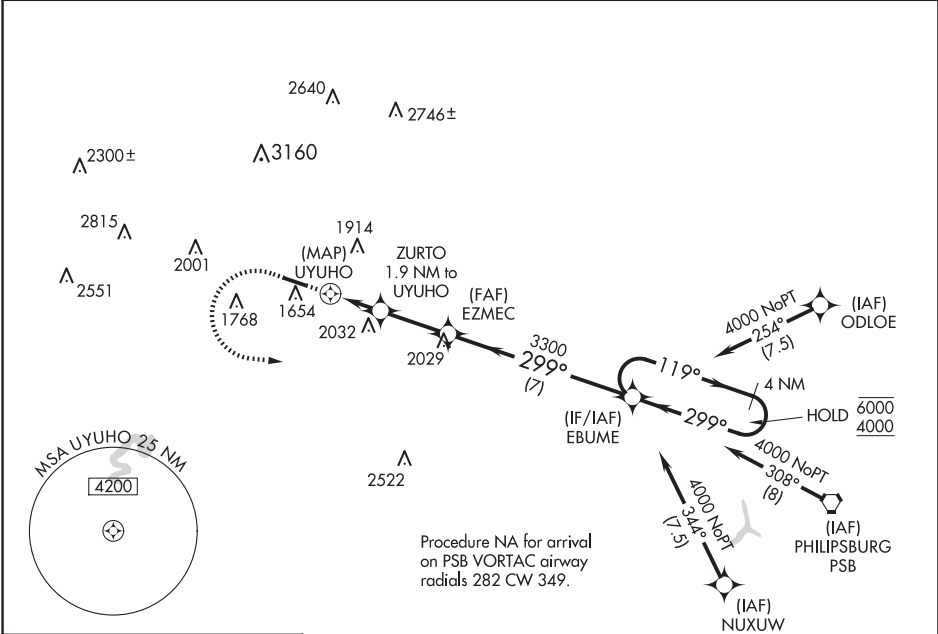 2640
2746±
3160
2300±
2815
2001
2551
1914
(MAP)
UYUHO
ZURTO
1.9 NM to
UYUHO
1768
1654
2032
(FAF)
EZMEC
2029
3300
299°
(7)
4000 NoPT
254°
(7.5)
(IAF)
ODLOE
119°
4 NM
299°
HOLD
6000
4000
(IF/IAF)
EBUME
4000 NoPT
308°
(8)
(IAF)
PHILIPSBURG
PSB
4000 NoPT
344°
(7.5)
(IAF)
NUXUW
2522
MSA UYUHO 25 NM
4200
Procedure NA for arrival
on PSB VORTAC airway
radials 282 CW 349.